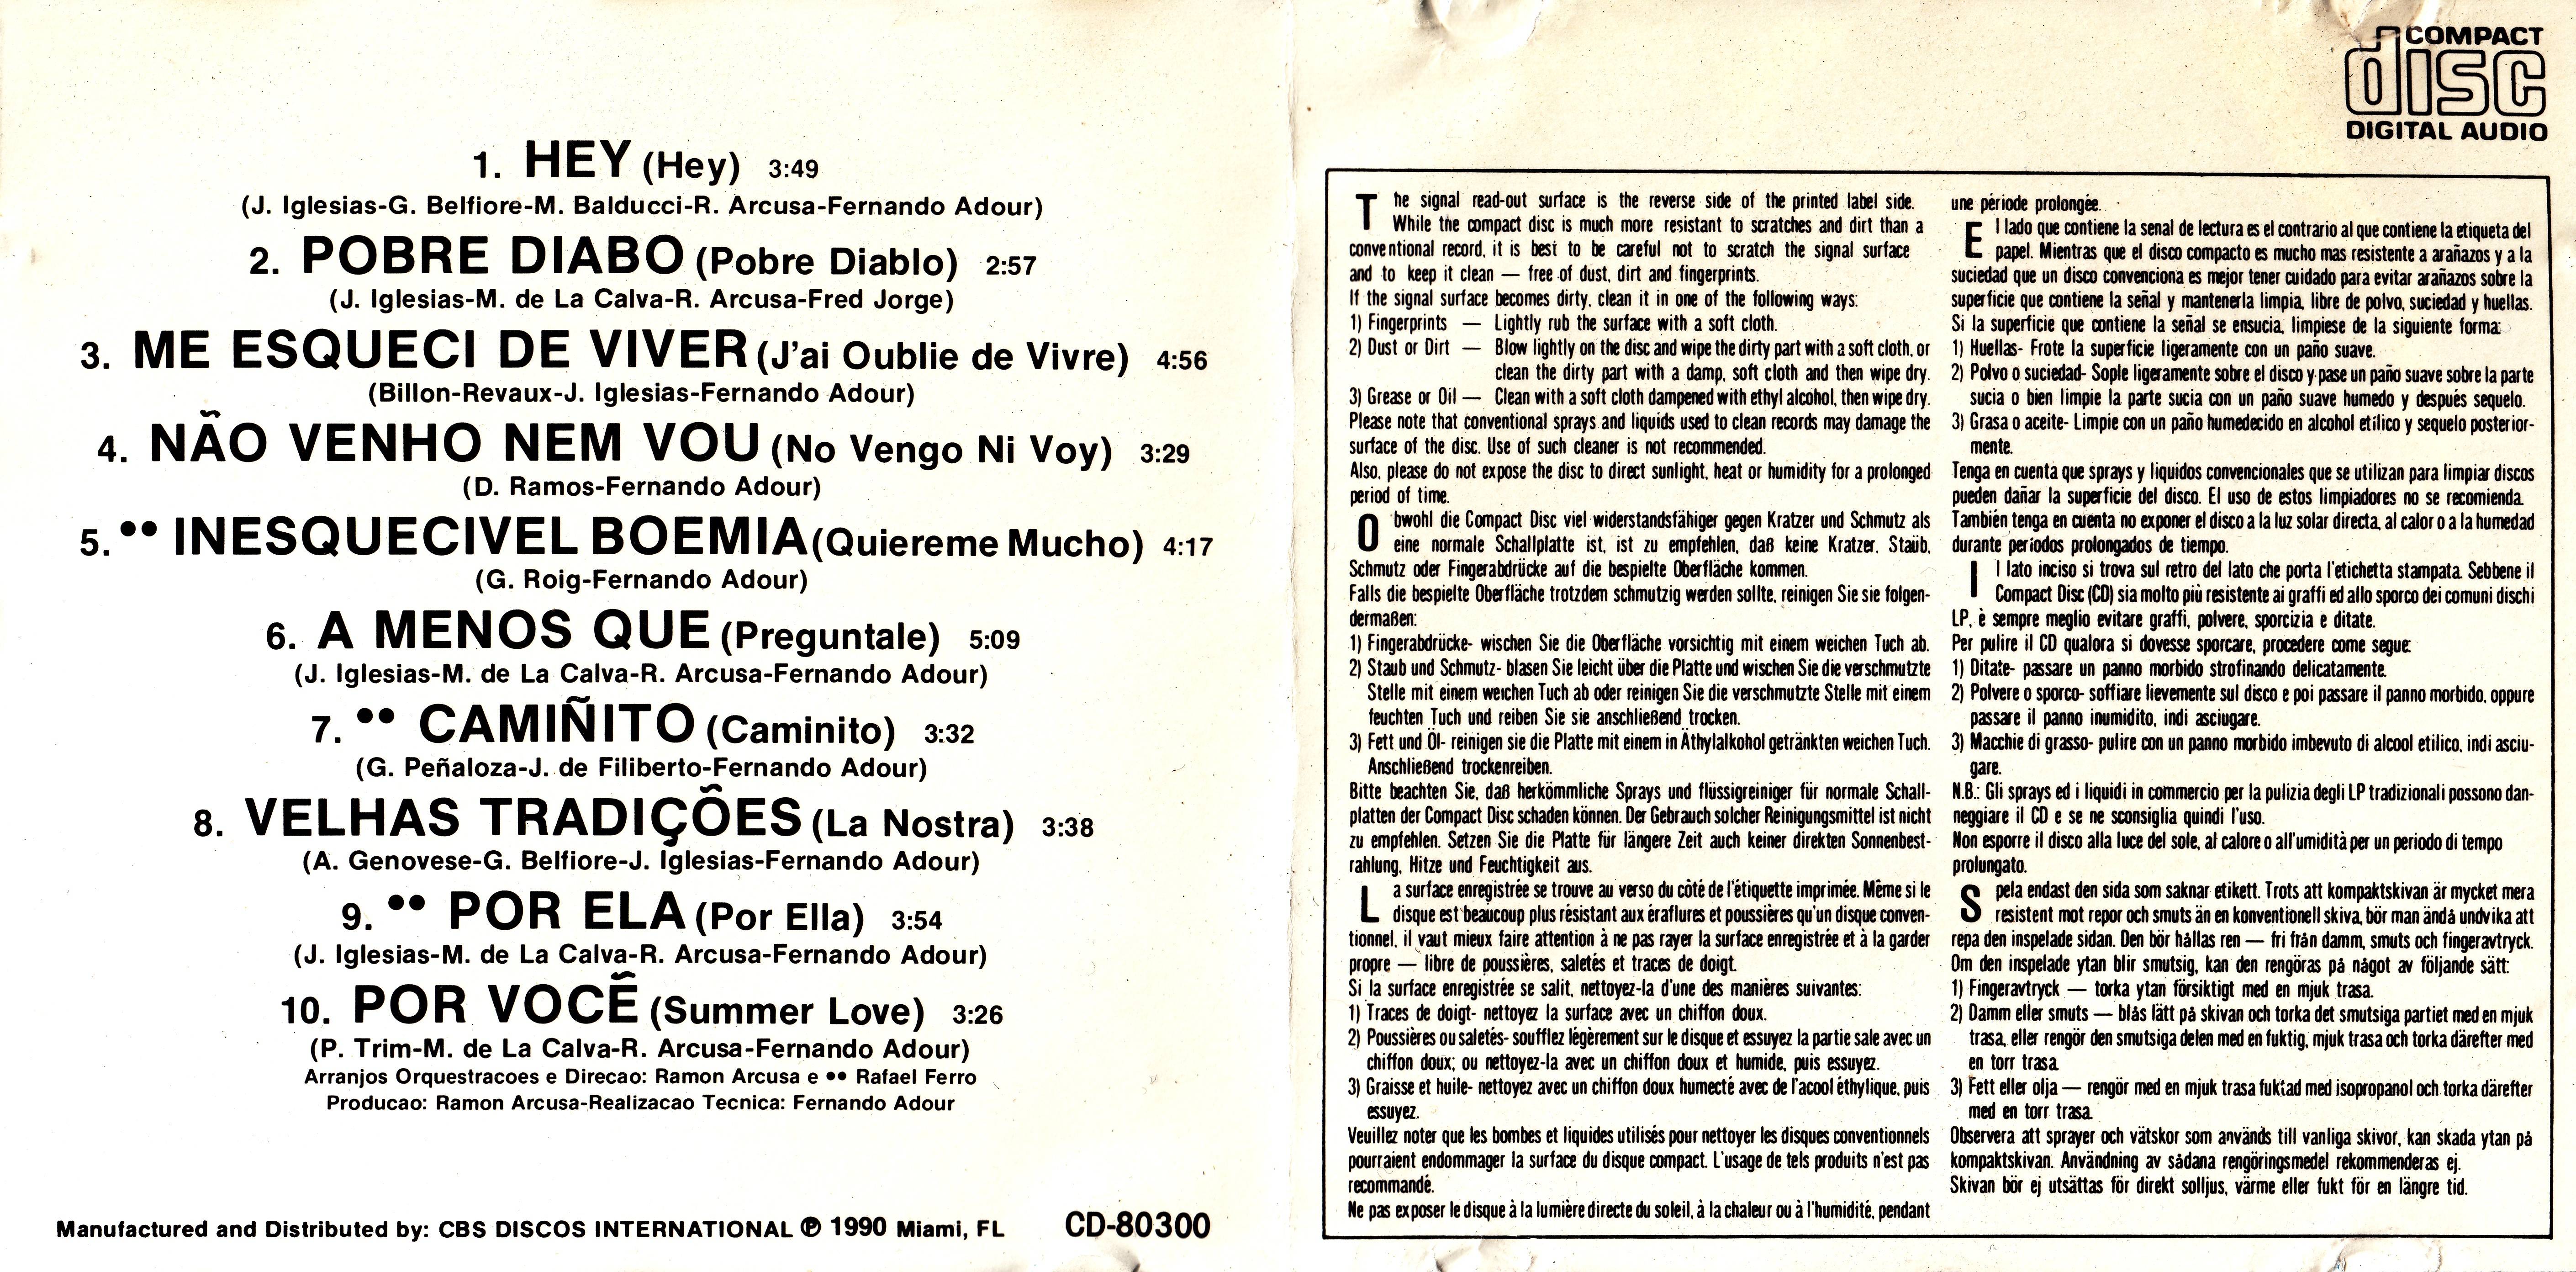 1. HEY (Hey) 3:49
(J. Iglesias-G. Belfiore-M. Balducci-R. Arcusa-Fernando Adour)
2. POBRE DIABO (Pobre Diablo) 2:57
(J. Iglesias-M. de La Calva-R. Arcusa-Fred Jorge)
3. ME ESQUECI DE VIVER (J'ai Oublie de Vivre) 4:56
(Billon-Revaux-J. Iglesias-Fernando Adour)
4. NÃO VENHO NEM VOU (No Vengo Ni Voy) 3:29
(D. Ramos-Fernando Adour)
5. •• INESQUECIVEL BOEMIA (Quiereme Mucho) 4:17
(G. Roig-Fernando Adour)
6. A MENOS QUE (Preguntale) 5:09
(J. Iglesias-M. de La Calva-R. Arcusa-Fernando Adour)
7. •• CAMIÑITO (Caminito) 3:32
(G. Peñaloza-J. de Filiberto-Fernando Adour)
8. VELHAS TRADIÇÕES (La Nostra) 3:38
(A. Genovese-G. Belfiore-J. Iglesias-Fernando Adour)
9. •• POR ELA (Por Ella) 3:54
(J. Iglesias-M. de La Calva-R. Arcusa-Fernando Adour)
10. POR VOCẼ (Summer Love) 3:26
(P. Trim-M. de La Calva-R. Arcusa-Fernando Adour)
Arranjos Orquestracoes e Direcao: Ramon Arcusa e •• Rafael Ferro
Producao: Ramon Arcusa-Realizacao Tecnica: Fernando Adour
Manufactured and Distributed by: CBS DISCOS INTERNATIONAL ℗ 1990 Miami, FL CD-80300
COMPACT
disc
DIGITAL AUDIO
The signal read-out surface is the reverse side of the printed label side.
While the compact disc is much more resistant to scratches and dirt than a
conventional record, it is best to be careful not to scratch the signal surface
and to keep it clean — free of dust, dirt and fingerprints.
If the signal surface becomes dirty, clean it in one of the following ways:
1) Fingerprints — Lightly rub the surface with a soft cloth.
2) Dust or Dirt — Blow lightly on the disc and wipe the dirty part with a soft cloth, or
clean the dirty part with a damp, soft cloth and then wipe dry.
3) Grease or Oil — Clean with a soft cloth dampened with ethyl alcohol, then wipe dry.
Please note that conventional sprays and liquids used to clean records may damage the
surface of the disc. Use of such cleaner is not recommended.
Also, please do not expose the disc to direct sunlight, heat or humidity for a prolonged
period of time.
Obwohl die Compact Disc viel widerstandsfähiger gegen Kratzer und Schmutz als
eine normale Schallplatte ist, ist zu empfehlen, daß keine Kratzer, Staub,
Schmutz oder Fingerabdrücke auf die bespielte Oberfläche kommen.
Falls die bespielte Oberfläche trotzdem schmutzig werden sollte, reinigen Sie sie folgen-
dermaßen:
1) Fingerabdrücke- wischen Sie die Oberfläche vorsichtig mit einem weichen Tuch ab.
2) Staub und Schmutz- blasen Sie leicht über die Platte und wischen Sie die verschmutzte
Stelle mit einem weichen Tuch ab oder reinigen Sie die verschmutzte Stelle mit einem
feuchten Tuch und reiben Sie sie anschließend trocken.
3) Fett und Öl- reinigen sie die Platte mit einem in Äthylalkohol getränkten weichen Tuch.
Anschließend trockenreiben.
Bitte beachten Sie, daß herkömmliche Sprays und flüssigreiniger für normale Schall-
platten der Compact Disc schaden können. Der Gebrauch solcher Reinigungsmittel ist nicht
zu empfehlen. Setzen Sie die Platte für längere Zeit auch keiner direkten Sonnenbest-
rahlung, Hitze und Feuchtigkeit aus.
La surface enregistrée se trouve au verso du côté de l'étiquette imprimée. Même si le
disque est beaucoup plus résistant aux éraflures et poussières qu'un disque conven-
tionnel, il vaut mieux faire attention à ne pas rayer la surface enregistrée et à la garder
propre — libre de poussières, saletés et traces de doigt.
Si la surface enregistrée se salit, nettoyez-la d'une des manières suivantes:
1) Traces de doigt- nettoyez la surface avec un chiffon doux.
2) Poussières ou saletés- soufflez légèrement sur le disque et essuyez la partie sale avec un
chiffon doux; ou nettoyez-la avec un chiffon doux et humide, puis essuyez.
3) Graisse et huile- nettoyez avec un chiffon doux humecté avec de l'acool éthylique, puis
essuyez.
Veuillez noter que les bombes et liquides utilisés pour nettoyer les disques conventionnels
pourraient endommager la surface du disque compact. L'usage de tels produits n'est pas
recommandé.
Ne pas exposer le disque à la lumière directe du soleil, à la chaleur ou à l'humidité, pendant
une période prolongée.
El lado que contiene la senal de lectura es el contrario al que contiene la etiqueta del
papel. Mientras que el disco compacto es mucho mas resistente a arañazos y a la
suciedad que un disco convenciona es mejor tener cuidado para evitar arañazos sobre la
superficie que contiene la señal y mantenerla limpia, libre de polvo, suciedad y huellas.
Si la superficie que contiene la señal se ensucia, limpiese de la siguiente forma:
1) Huellas- Frote la superficie ligeramente con un paño suave.
2) Polvo o suciedad- Sople ligeramente sobre el disco y pase un paño suave sobre la parte
sucia o bien limpie la parte sucia con un paño suave humedo y después sequelo.
3) Grasa o aceite- Limpie con un paño humedecido en alcohol etílico y sequelo posterior-
mente.
Tenga en cuenta que sprays y liquidos convencionales que se utilizan para limpiar discos
pueden dañar la superficie del disco. El uso de estos limpiadores no se recomienda.
También tenga en cuenta no exponer el disco a la luz solar directa, al calor o a la humedad
durante períodos prolongados de tiempo.
Il lato inciso si trova sul retro del lato che porta l'etichetta stampata. Sebbene il
Compact Disc (CD) sia molto più resistente ai graffi ed allo sporco dei comuni dischi
LP, è sempre meglio evitare graffi, polvere, sporcizia e ditate.
Per pulire il CD qualora si dovesse sporcare, procedere come segue:
1) Ditate- passare un panno morbido strofinando delicatamente.
2) Polvere o sporco- soffiare lievemente sul disco e poi passare il panno morbido, oppure
passare il panno inumidito, indi asciugare.
3) Macchie di grasso- pulire con un panno morbido imbevuto di alcool etilico, indi asciu-
gare.
N.B.: Gli sprays ed i liquidi in commercio per la pulizia degli LP tradizionali possono dan-
neggiare il CD e se ne sconsiglia quindi l'uso.
Non esporre il disco alla luce del sole, al calore o all'umidità per un periodo di tempo
prolungato.
Spela endast den sida som saknar etikett. Trots att kompaktskivan är mycket mera
resistent mot repor och smuts än en konventionell skiva, bör man ändå undvika att
repa den inspelade sidan. Den bör hållas ren — fri från damm, smuts och fingeravtryck.
Om den inspelade ytan blir smutsig, kan den rengöras på något av följande sätt:
1) Fingeravtryck — torka ytan försiktigt med en mjuk trasa.
2) Damm eller smuts — blås lätt på skivan och torka det smutsiga partiet med en mjuk
trasa, eller rengör den smutsiga delen med en fuktig, mjuk trasa och torka därefter med
en torr trasa.
3) Fett eller olja — rengör med en mjuk trasa fuktad med isopropanol och torka därefter
med en torr trasa.
Observera att sprayer och vätskor som används till vanliga skivor, kan skada ytan på
kompaktskivan. Användning av sådana rengöringsmedel rekommenderas ej.
Skivan bör ej utsättas för direkt solljus, värme eller fukt för en längre tid.